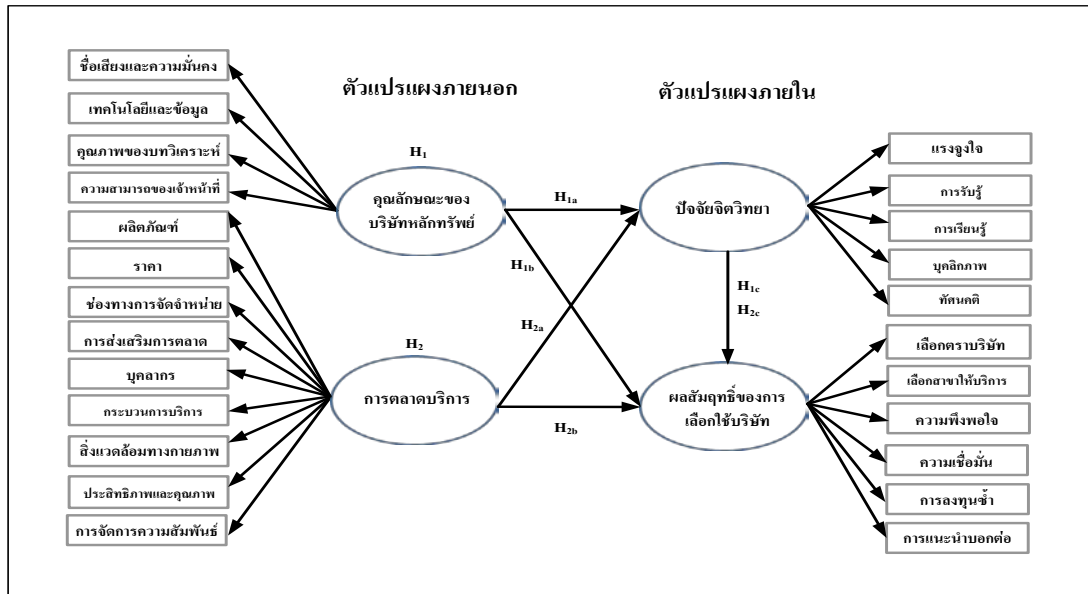 ตัวแปรแฝงภายนอก
ตัวแปรแฝงภายใน
ชื่อเสียงและความมั่นคง
เทคโนโลยีและข้อมูล
คุณภาพของบทวิเคราะห์
ความสามารถของเจ้าหน้าที่
ผลิตภัณฑ์
ราคา
ช่องทางการจัดจำหน่าย
การส่งเสริมการตลาด
บุคลากร
กระบวนการบริการ
สิ่งแวดล้อมทางกายภาพ
ประสิทธิภาพและคุณภาพ
การจัดการความสัมพันธ์
H₁
คุณลักษณะของ
บริษัทหลักทรัพย์
H₂
การตลาดบริการ
H₁ₐ
H₁b
H₂ₐ
H₂b
ปัจจัยจิตวิทยา
H₁c
H₂c
ผลสัมฤทธิ์ของการ
เลือกใช้บริษัท
แรงจูงใจ
การรับรู้
การเรียนรู้
บุคลิกภาพ
ทัศนคติ
เลือกตราบริษัท
เลือกสาขาให้บริการ
ความพึงพอใจ
ความเชื่อมั่น
การลงทุนซ้ำ
การแนะนำบอกต่อ